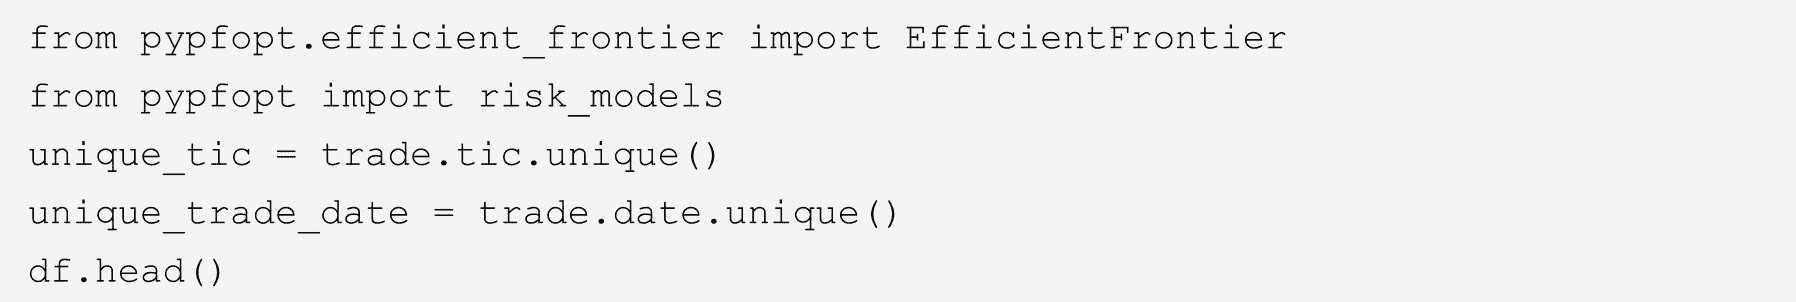 from pypfopt.efficient_frontier import EfficientFrontier
from pypfopt import risk_models
unique_tic = trade.tic.unique()
unique_trade_date = trade.date.unique()
df.head()